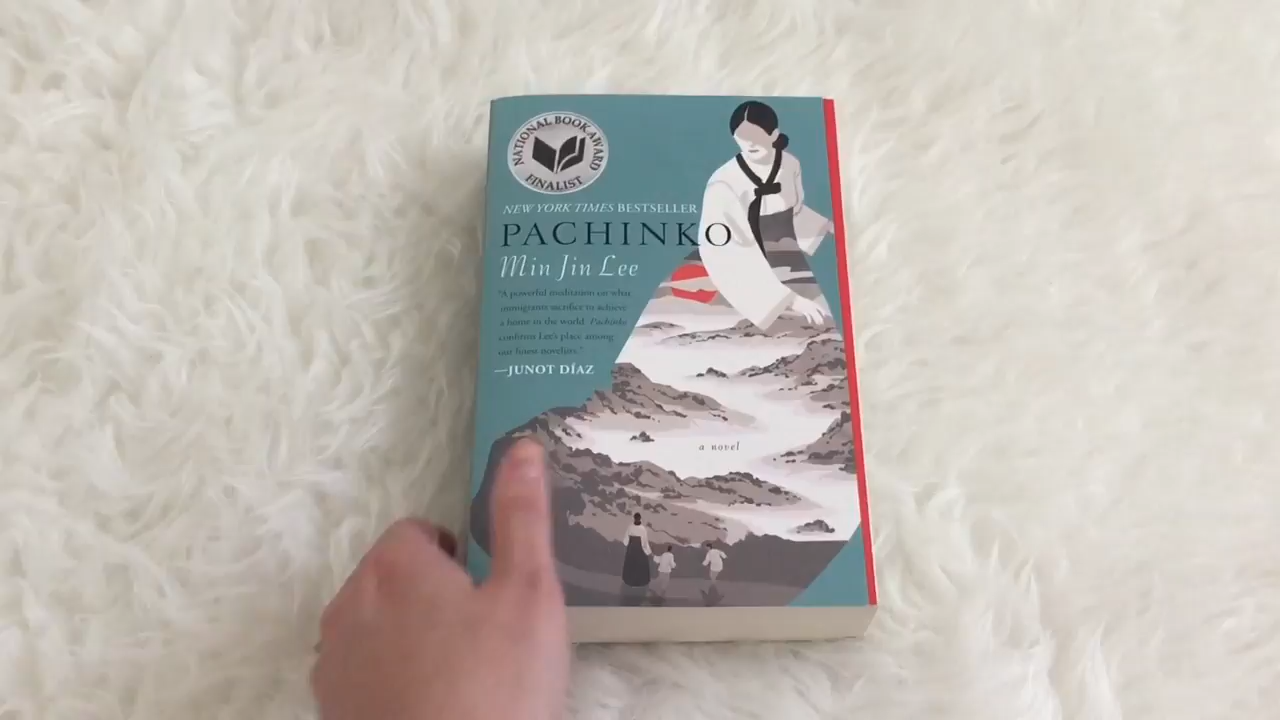 NATIONAL BOOK AWARD
FINALIST
NEW YORK TIMES BESTSELLER
PACHINKO
Min Jin Lee
"A powerful meditation on what
immigrants sacrifice to achieve
a home in the world. Pachinko
confirms Lee's place among
our finest novelists."
—JUNOT DÍAZ
a novel